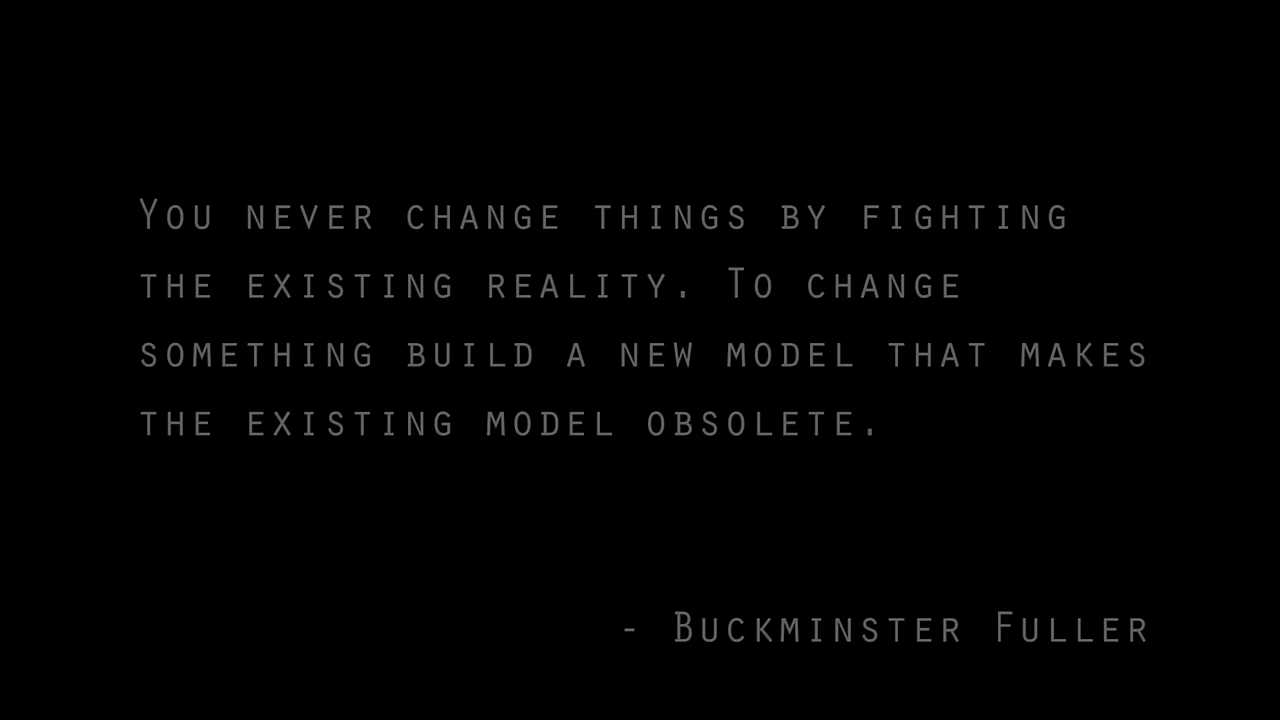 You never change things by fighting
the existing reality. To change
something build a new model that makes
the existing model obsolete.
- Buckminster Fuller